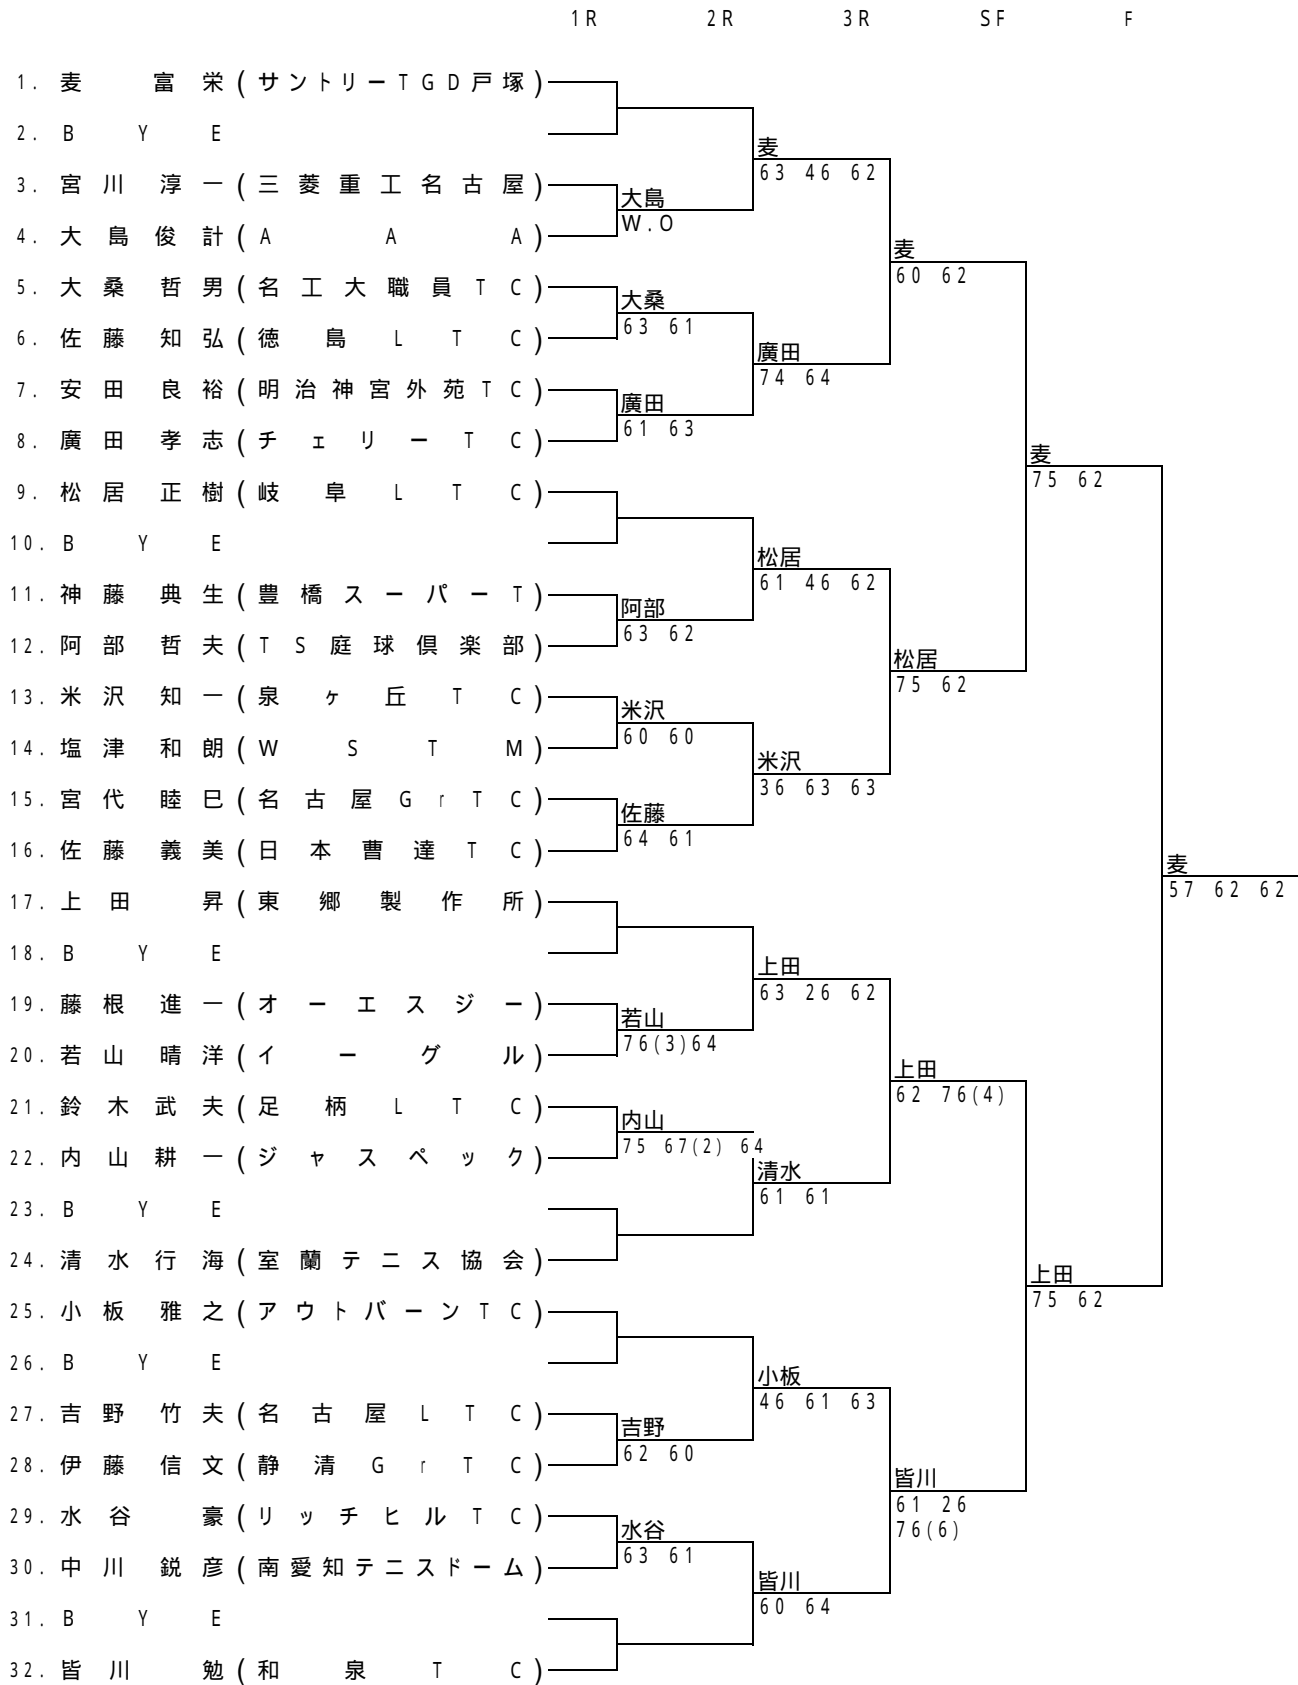 1R 2R 3R SF F
1. 麦 富 栄 (サントリーTGD戸塚)
2. B Y E
麦
63 46 62
3. 宮 川 淳 一 (三菱重工名古屋)
大島
W.O
4. 大 島 俊 計 (A A A)
麦
60 62
5. 大 桑 哲 男 (名工大職員TC)
大桑
63 61
6. 佐 藤 知 弘 (徳島LTC)
廣田
74 64
7. 安 田 良 裕 (明治神宮外苑TC)
廣田
61 63
8. 廣 田 孝 志 (チェリーTC)
麦
75 62
9. 松 居 正 樹 (岐阜LTC)
10. B Y E
松居
61 46 62
11. 神 藤 典 生 (豊橋スーパーT)
阿部
63 62
12. 阿 部 哲 夫 (TS庭球倶楽部)
松居
75 62
13. 米 沢 知 一 (泉ヶ丘TC)
米沢
60 60
14. 塩 津 和 朗 (WSTM)
米沢
36 63 63
15. 宮 代 睦 巳 (名古屋GrTC)
佐藤
64 61
16. 佐 藤 義 美 (日本曹達TC)
麦
57 62 62
17. 上 田 昇 (東郷製作所)
18. B Y E
上田
63 26 62
19. 藤 根 進 一 (オーエスジー)
若山
76(3)64
20. 若 山 晴 洋 (イーグル)
上田
62 76(4)
21. 鈴 木 武 夫 (足柄LTC)
内山
75 67(2) 64
22. 内 山 耕 一 (ジャスペック)
清水
61 61
23. B Y E
24. 清 水 行 海 (室蘭テニス協会)
上田
75 62
25. 小 板 雅 之 (アウトバーンTC)
26. B Y E
小板
46 61 63
27. 吉 野 竹 夫 (名古屋LTC)
吉野
62 60
28. 伊 藤 信 文 (静清GrTC)
皆川
61 26
76(6)
29. 水 谷 豪 (リッチヒルTC)
水谷
63 61
30. 中 川 鋭 彦 (南愛知テニスドーム)
皆川
60 64
31. B Y E
32. 皆 川 勉 (和泉TC)